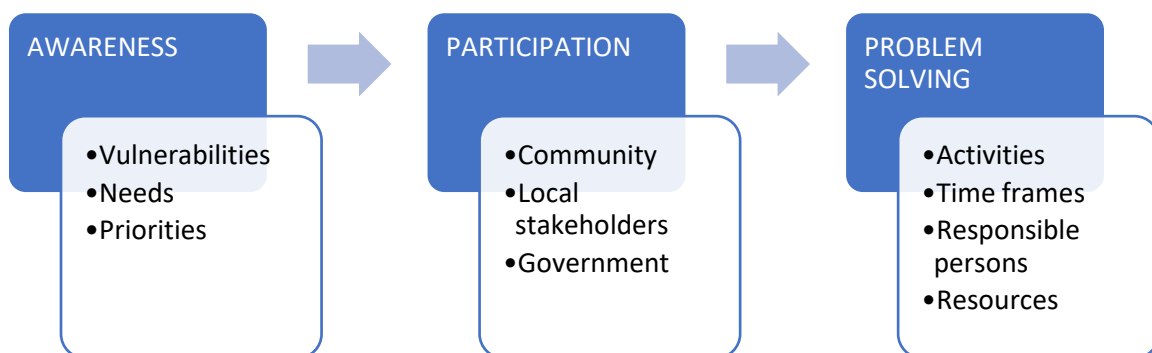 AWARENESS
•Vulnerabilities
•Needs
•Priorities
PARTICIPATION
•Community
•Local
stakeholders
•Government
PROBLEM
SOLVING
•Activities
•Time frames
•Responsible
persons
•Resources